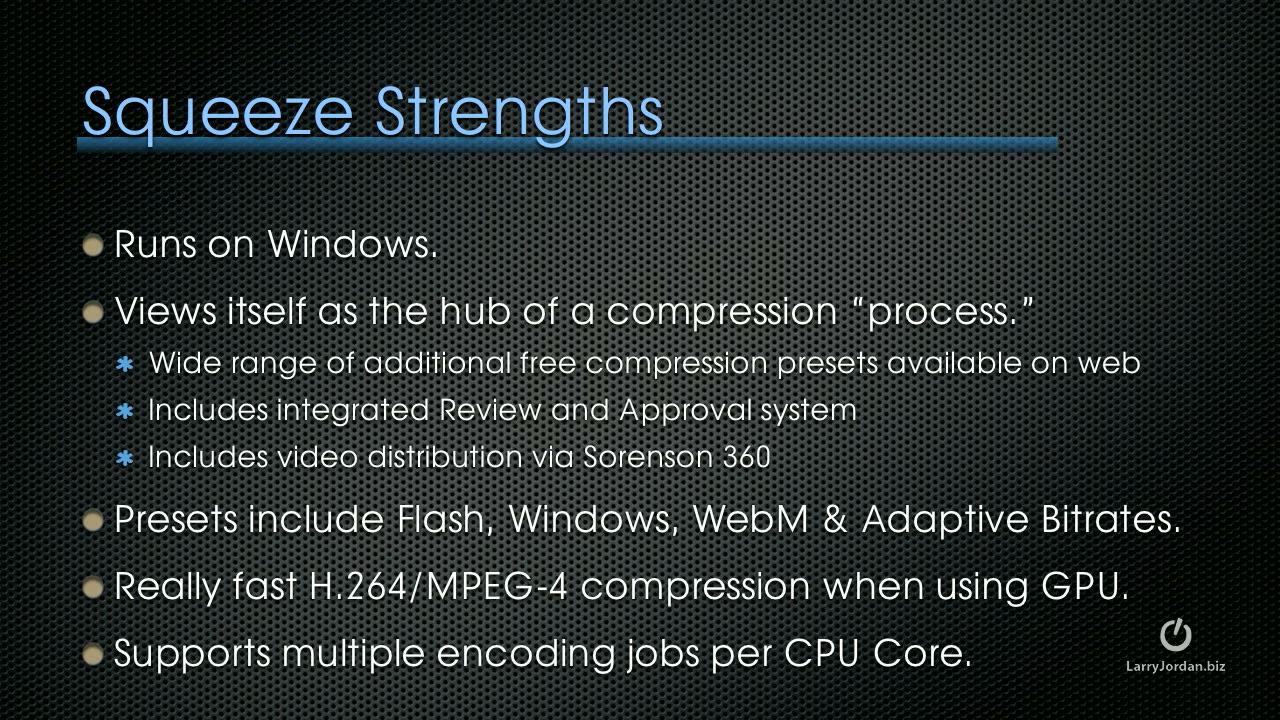 Squeeze Strengths
Runs on Windows.
Views itself as the hub of a compression “process.”
Wide range of additional free compression presets available on web
Includes integrated Review and Approval system
Includes video distribution via Sorenson 360
Presets include Flash, Windows, WebM & Adaptive Bitrates.
Really fast H.264/MPEG-4 compression when using GPU.
Supports multiple encoding jobs per CPU Core.
LarryJordan.biz